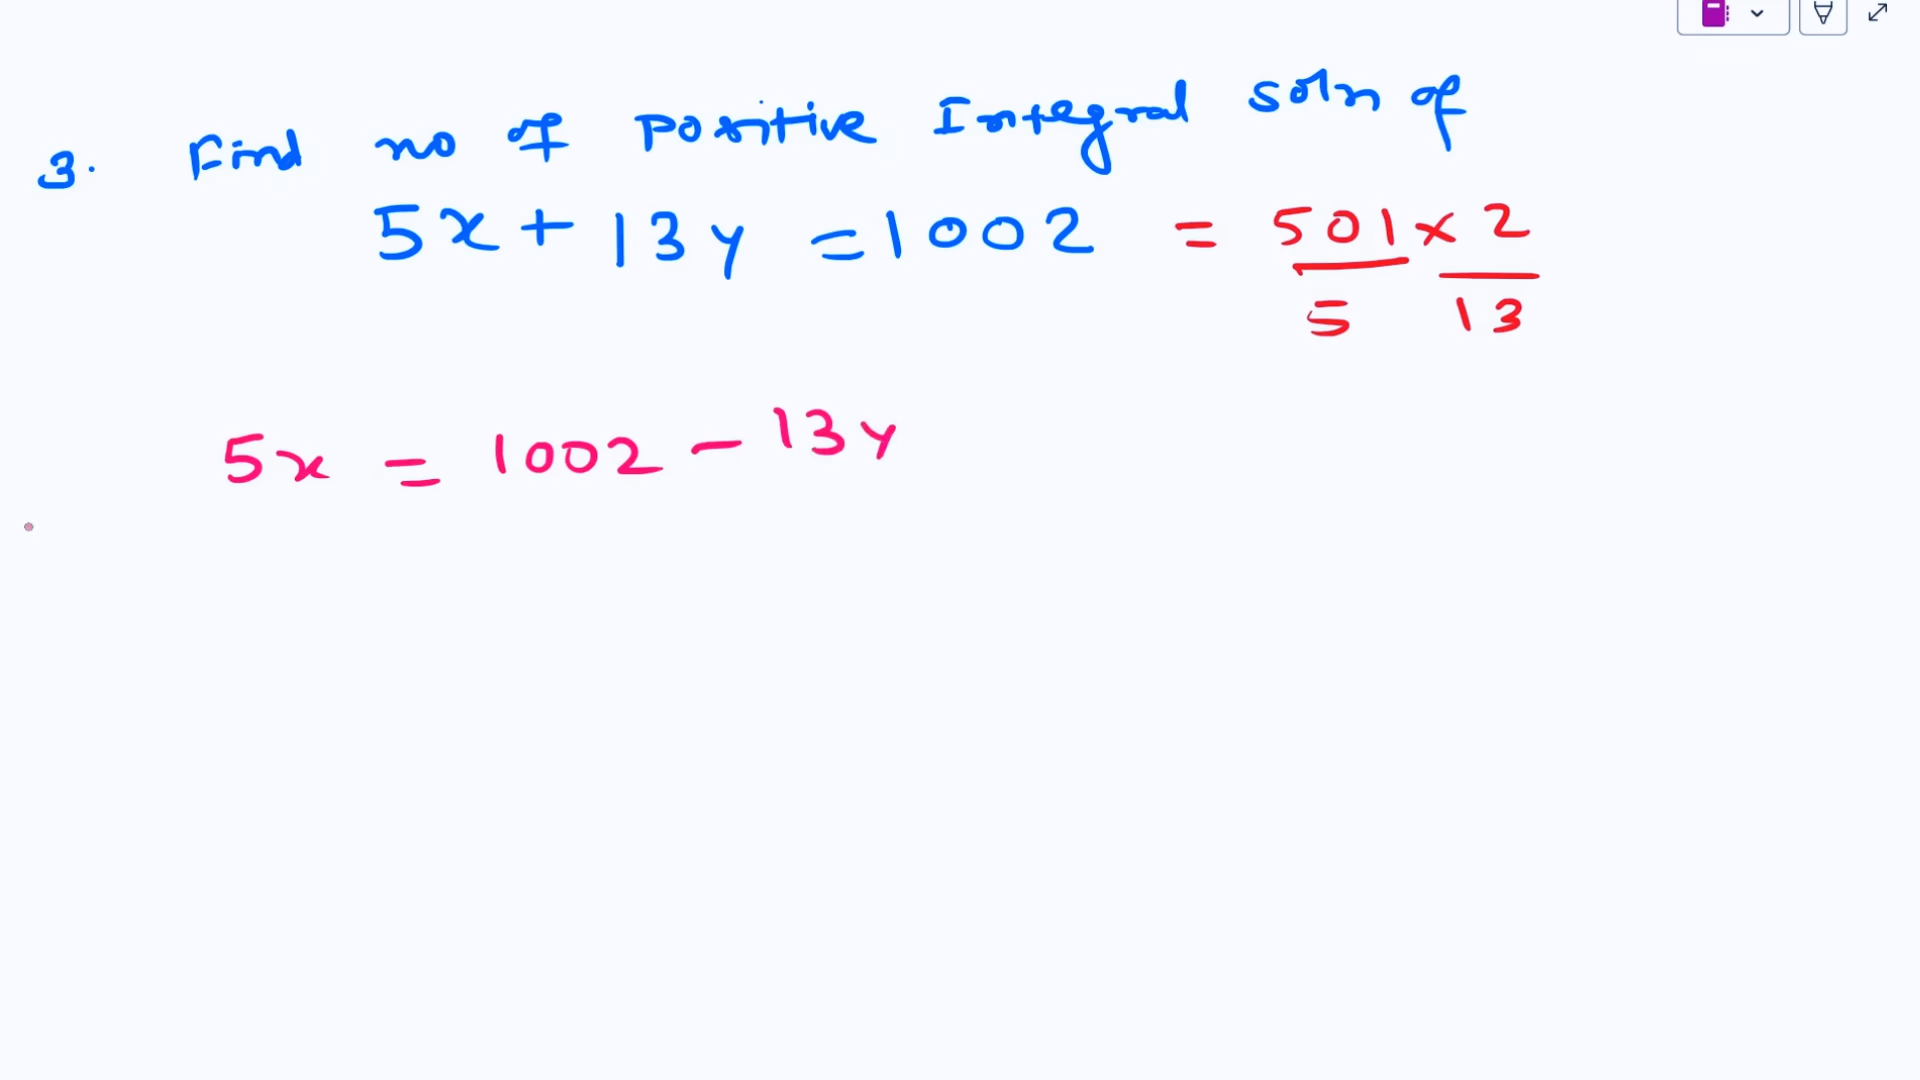 3. Find no of positive Integral soln of
5x + 13y = 1002 = 501 x 2
5 13
5x = 1002 - 13y